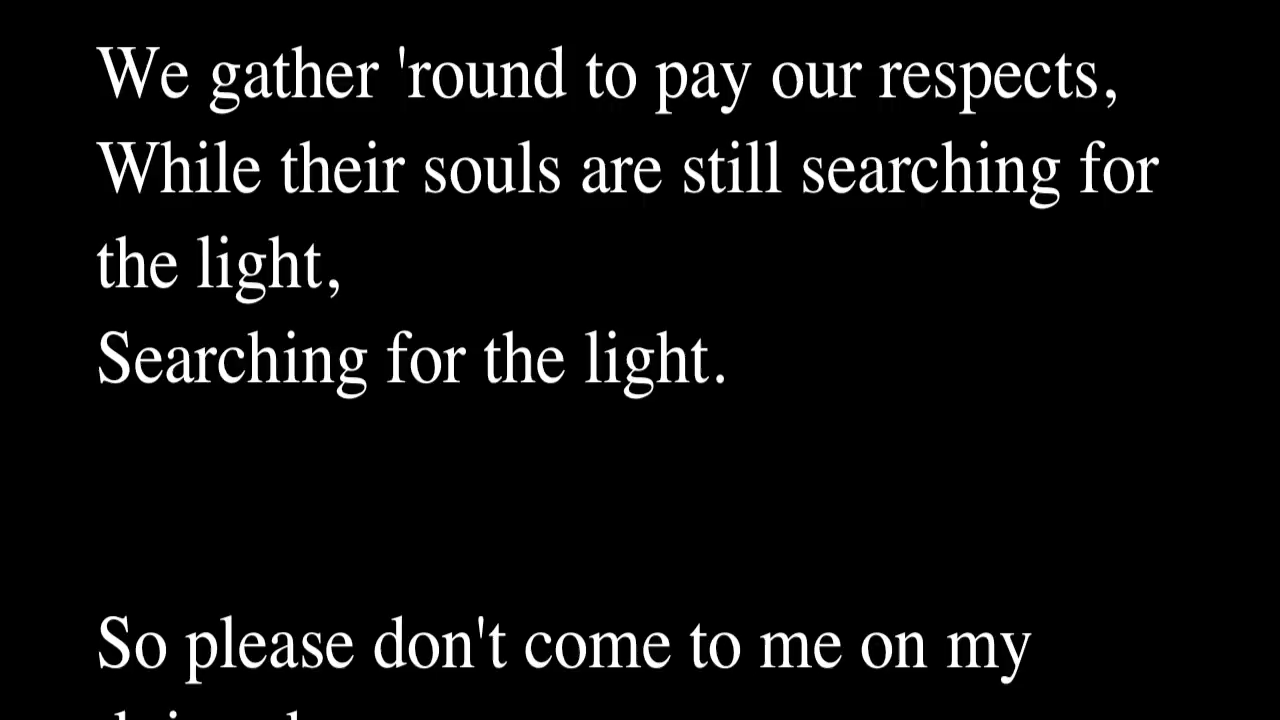 We gather 'round to pay our respects,
While their souls are still searching for
the light,
Searching for the light.
So please don't come to me on my